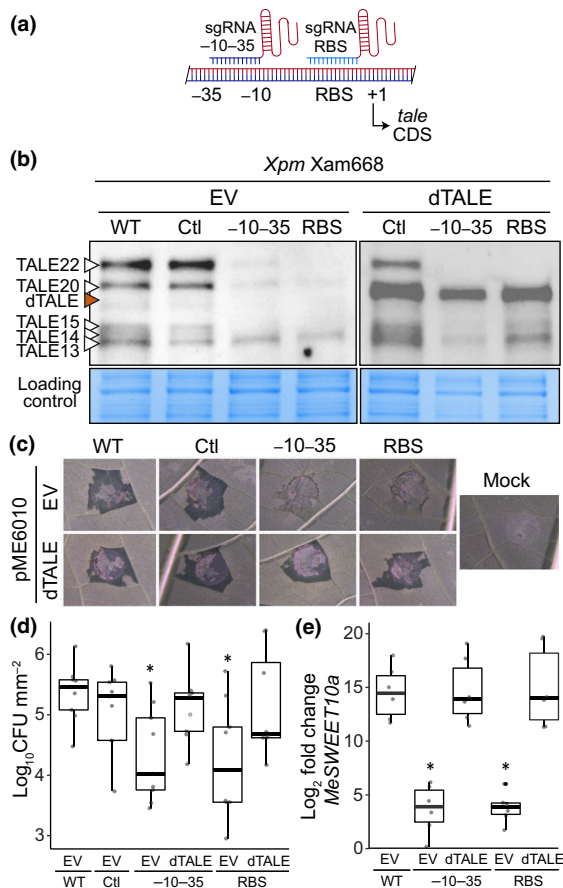 (a)
sgRNA sgRNA
–10–35 RBS
–35 –10 RBS +1
tale
CDS
(b)
Xpm Xam668
EV dTALE
WT Ctl –10–35 RBS Ctl –10–35 RBS
TALE22
TALE20
dTALE
TALE15
TALE14
TALE13
Loading
control
(c)
WT Ctl –10–35 RBS
Mock
pME6010
EV
dTALE
(d)
Log10CFU mm–2
6
5
4
3
* *
EV EV EV dTALE EV dTALE
WT Ctl –10–35 RBS
(e)
Log2 fold change
MeSWEET10a
20
15
10
5
0
* *
EV EV dTALE EV dTALE
WT –10–35 RBS